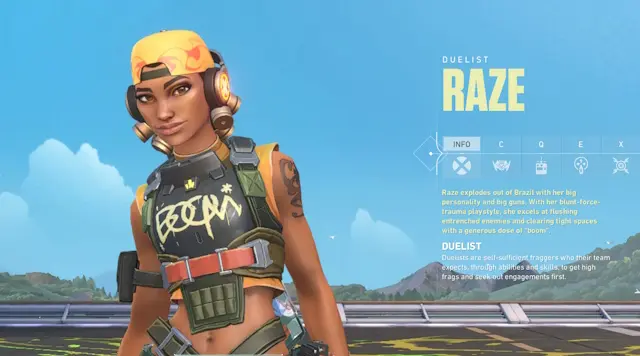 DUELIST
RAZE
INFO C Q E X
Raze explodes out of Brazil with her big
personality and big guns. With her blunt-force-
trauma playstyle, she excels at flushing
entrenched enemies and clearing tight spaces
with a generous dose of "boom".
DUELIST
Duelists are self-sufficient fraggers who their team
expects, through abilities and skills, to get high
frags and seek out engagements first.
BOOM